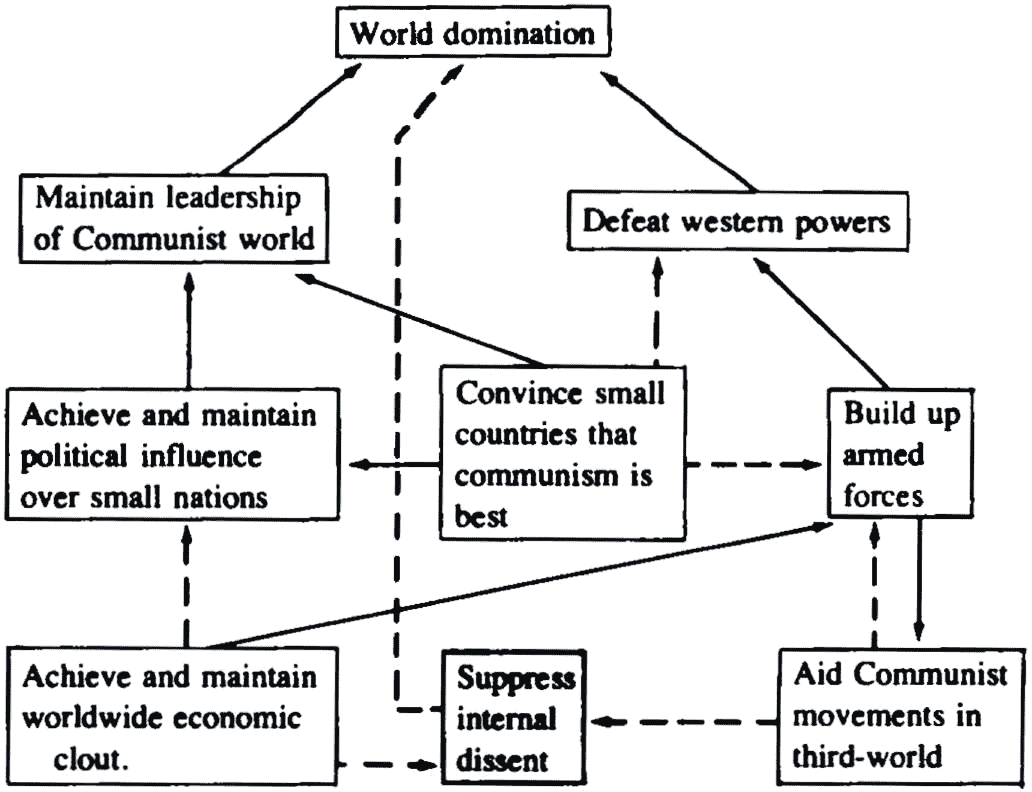 World domination
Maintain leadership
of Communist world
Defeat western powers
Achieve and maintain
political influence
over small nations
Convince small
countries that
communism is
best
Build up
armed
forces
Achieve and maintain
worldwide economic
clout.
Suppress
internal
dissent
Aid Communist
movements in
third-world